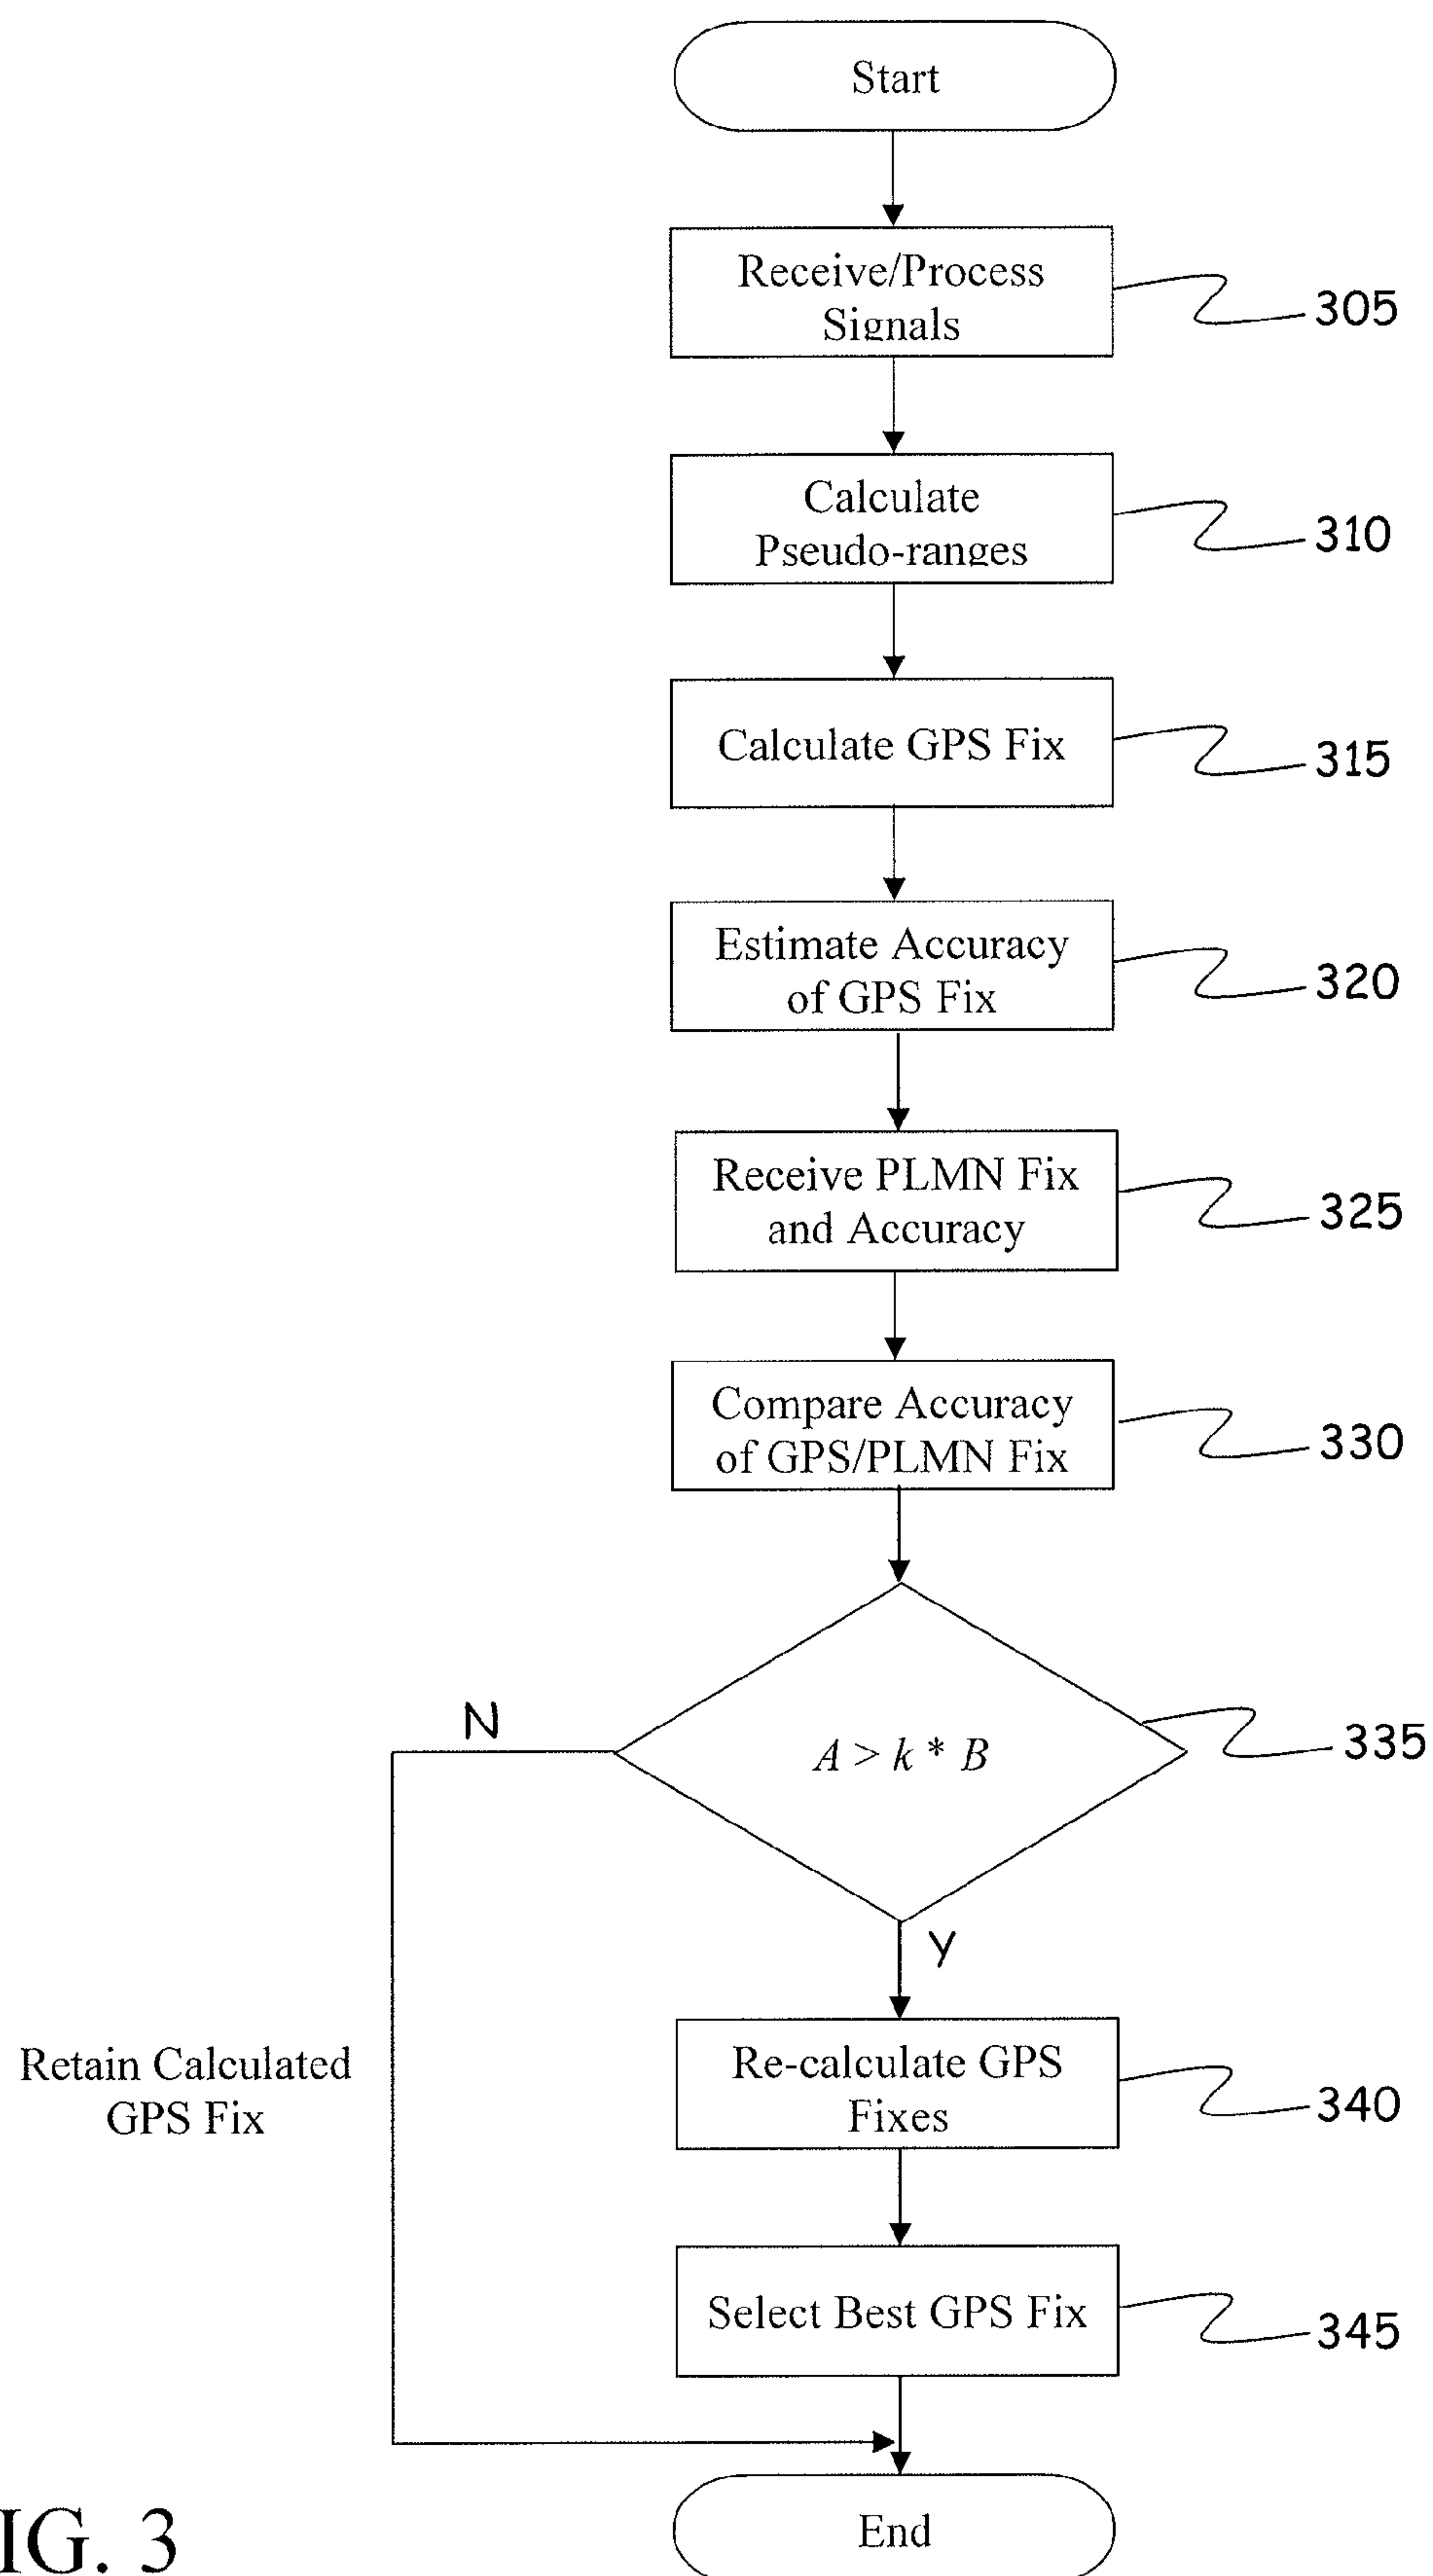 Start
Receive/Process
Signals
305
Calculate
Pseudo-ranges
310
Calculate GPS Fix
315
Estimate Accuracy
of GPS Fix
320
Receive PLMN Fix
and Accuracy
325
Compare Accuracy
of GPS/PLMN Fix
330
N
A > k * B
335
Y
Retain Calculated
GPS Fix
Re-calculate GPS
Fixes
340
Select Best GPS Fix
345
End
IG. 3